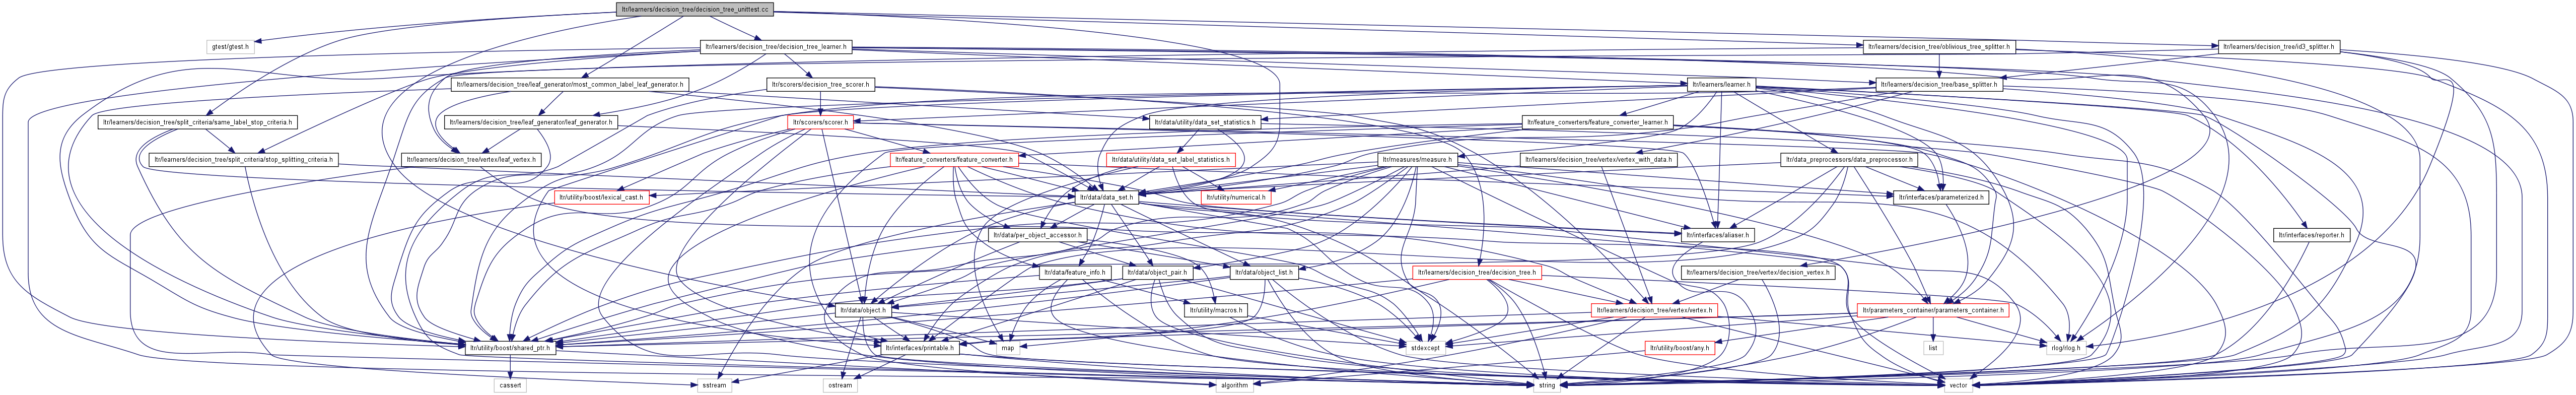 ltr/learners/decision_tree/decision_tree_unittest.cc
gtest/gtest.h
ltr/learners/decision_tree/decision_tree_learner.h
ltr/learners/decision_tree/oblivious_tree_splitter.h
ltr/learners/decision_tree/id3_splitter.h
ltr/learners/decision_tree/leaf_generator/most_common_label_leaf_generator.h
ltr/scorers/decision_tree_scorer.h
ltr/learners/learner.h
ltr/learners/decision_tree/base_splitter.h
ltr/learners/decision_tree/split_criteria/same_label_stop_criteria.h
ltr/learners/decision_tree/leaf_generator/leaf_generator.h
ltr/scorers/scorer.h
ltr/data/utility/data_set_statistics.h
ltr/feature_converters/feature_converter_learner.h
ltr/learners/decision_tree/split_criteria/stop_splitting_criteria.h
ltr/learners/decision_tree/vertex/leaf_vertex.h
ltr/feature_converters/feature_converter.h
ltr/data/utility/data_set_label_statistics.h
ltr/measures/measure.h
ltr/learners/decision_tree/vertex/vertex_with_data.h
ltr/data_preprocessors/data_preprocessor.h
ltr/utility/boost/lexical_cast.h
ltr/data/data_set.h
ltr/utility/numerical.h
ltr/interfaces/parameterized.h
ltr/data/per_object_accessor.h
ltr/interfaces/aliaser.h
ltr/interfaces/reporter.h
ltr/data/feature_info.h
ltr/data/object_pair.h
ltr/data/object_list.h
ltr/learners/decision_tree/decision_tree.h
ltr/learners/decision_tree/vertex/decision_vertex.h
ltr/data/object.h
ltr/utility/macros.h
ltr/learners/decision_tree/vertex/vertex.h
ltr/parameters_container/parameters_container.h
ltr/utility/boost/shared_ptr.h
ltr/interfaces/printable.h
map
stdexcept
ltr/utility/boost/any.h
list
rlog/rlog.h
cassert
sstream
ostream
algorithm
string
vector